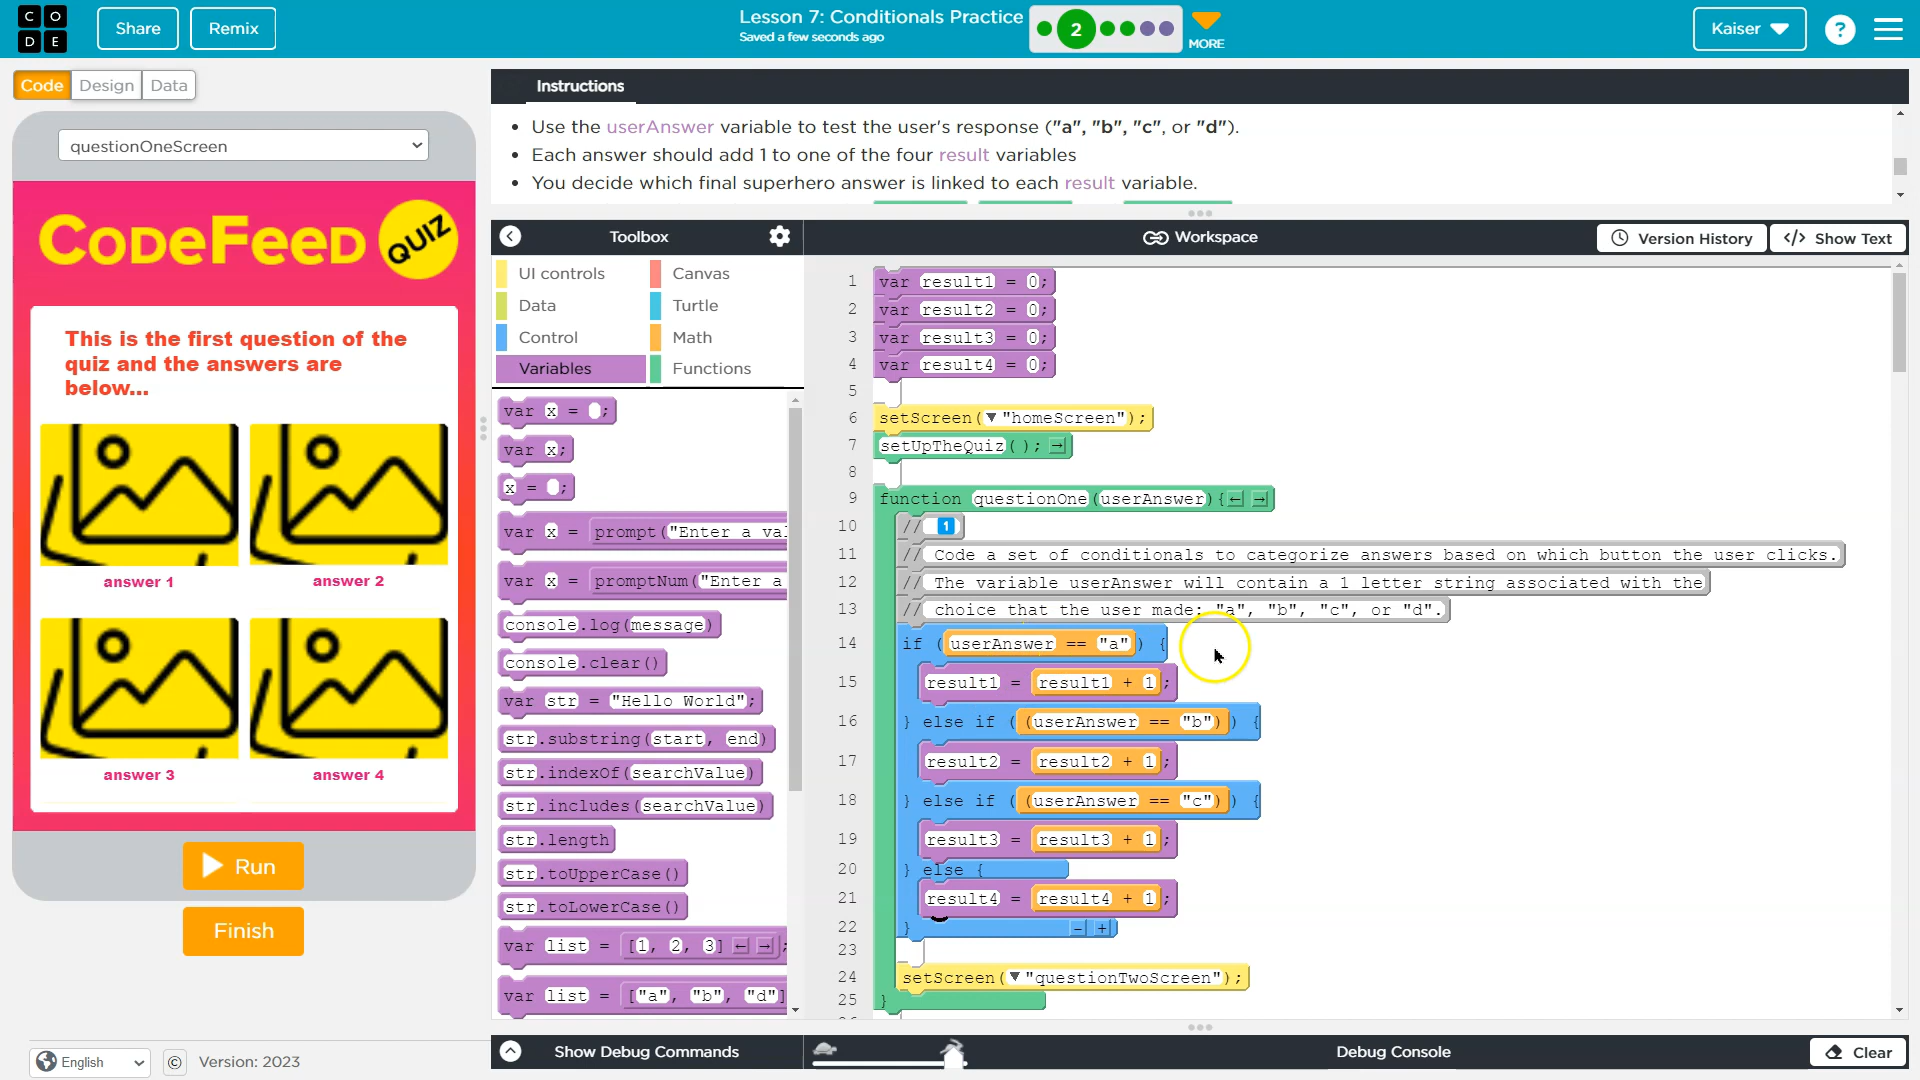 CO
DE
Share
Remix
Lesson 7: Conditionals Practice
Saved a few seconds ago
2
MORE
Kaiser
?
Code
Design
Data
questionOneScreen
CODEFEED
QUIZ
This is the first question of the
quiz and the answers are
below...
answer 1
answer 2
answer 3
answer 4
Run
Finish
English
©
Version: 2023
Instructions
• Use the userAnswer variable to test the user's response ("a", "b", "c", or "d").
• Each answer should add 1 to one of the four result variables
• You decide which final superhero answer is linked to each result variable.
Toolbox
UI controls
Canvas
Data
Turtle
Control
Math
Variables
Functions
var x = ;
var x;
x = ;
var x = prompt("Enter a val
var x = promptNum("Enter a
console.log(message)
console.clear()
var str = "Hello World";
str.substring(start, end)
str.indexOf(searchValue)
str.includes(searchValue)
str.length
str.toUpperCase()
str.toLowerCase()
var list = [1, 2, 3] ← → ;
var list = ["a", "b", "d"]
Workspace
Version History
</> Show Text
1 var result1 = 0;
2 var result2 = 0;
3 var result3 = 0;
4 var result4 = 0;
5
6 setScreen(▼"homeScreen");
7 setUpTheQuiz(); →
8
9 function questionOne(userAnswer){ ← →
10 // 1
11 // Code a set of conditionals to categorize answers based on which button the user clicks.
12 // The variable userAnswer will contain a 1 letter string associated with the
13 // choice that the user made: "a", "b", "c", or "d".
14 if (userAnswer == "a") {
15 result1 = result1 + 1;
16 } else if ((userAnswer == "b")) {
17 result2 = result2 + 1;
18 } else if ((userAnswer == "c")) {
19 result3 = result3 + 1;
20 } else {
21 result4 = result4 + 1;
22 } - +
23
24 setScreen(▼"questionTwoScreen");
25 }
Show Debug Commands
Debug Console
Clear